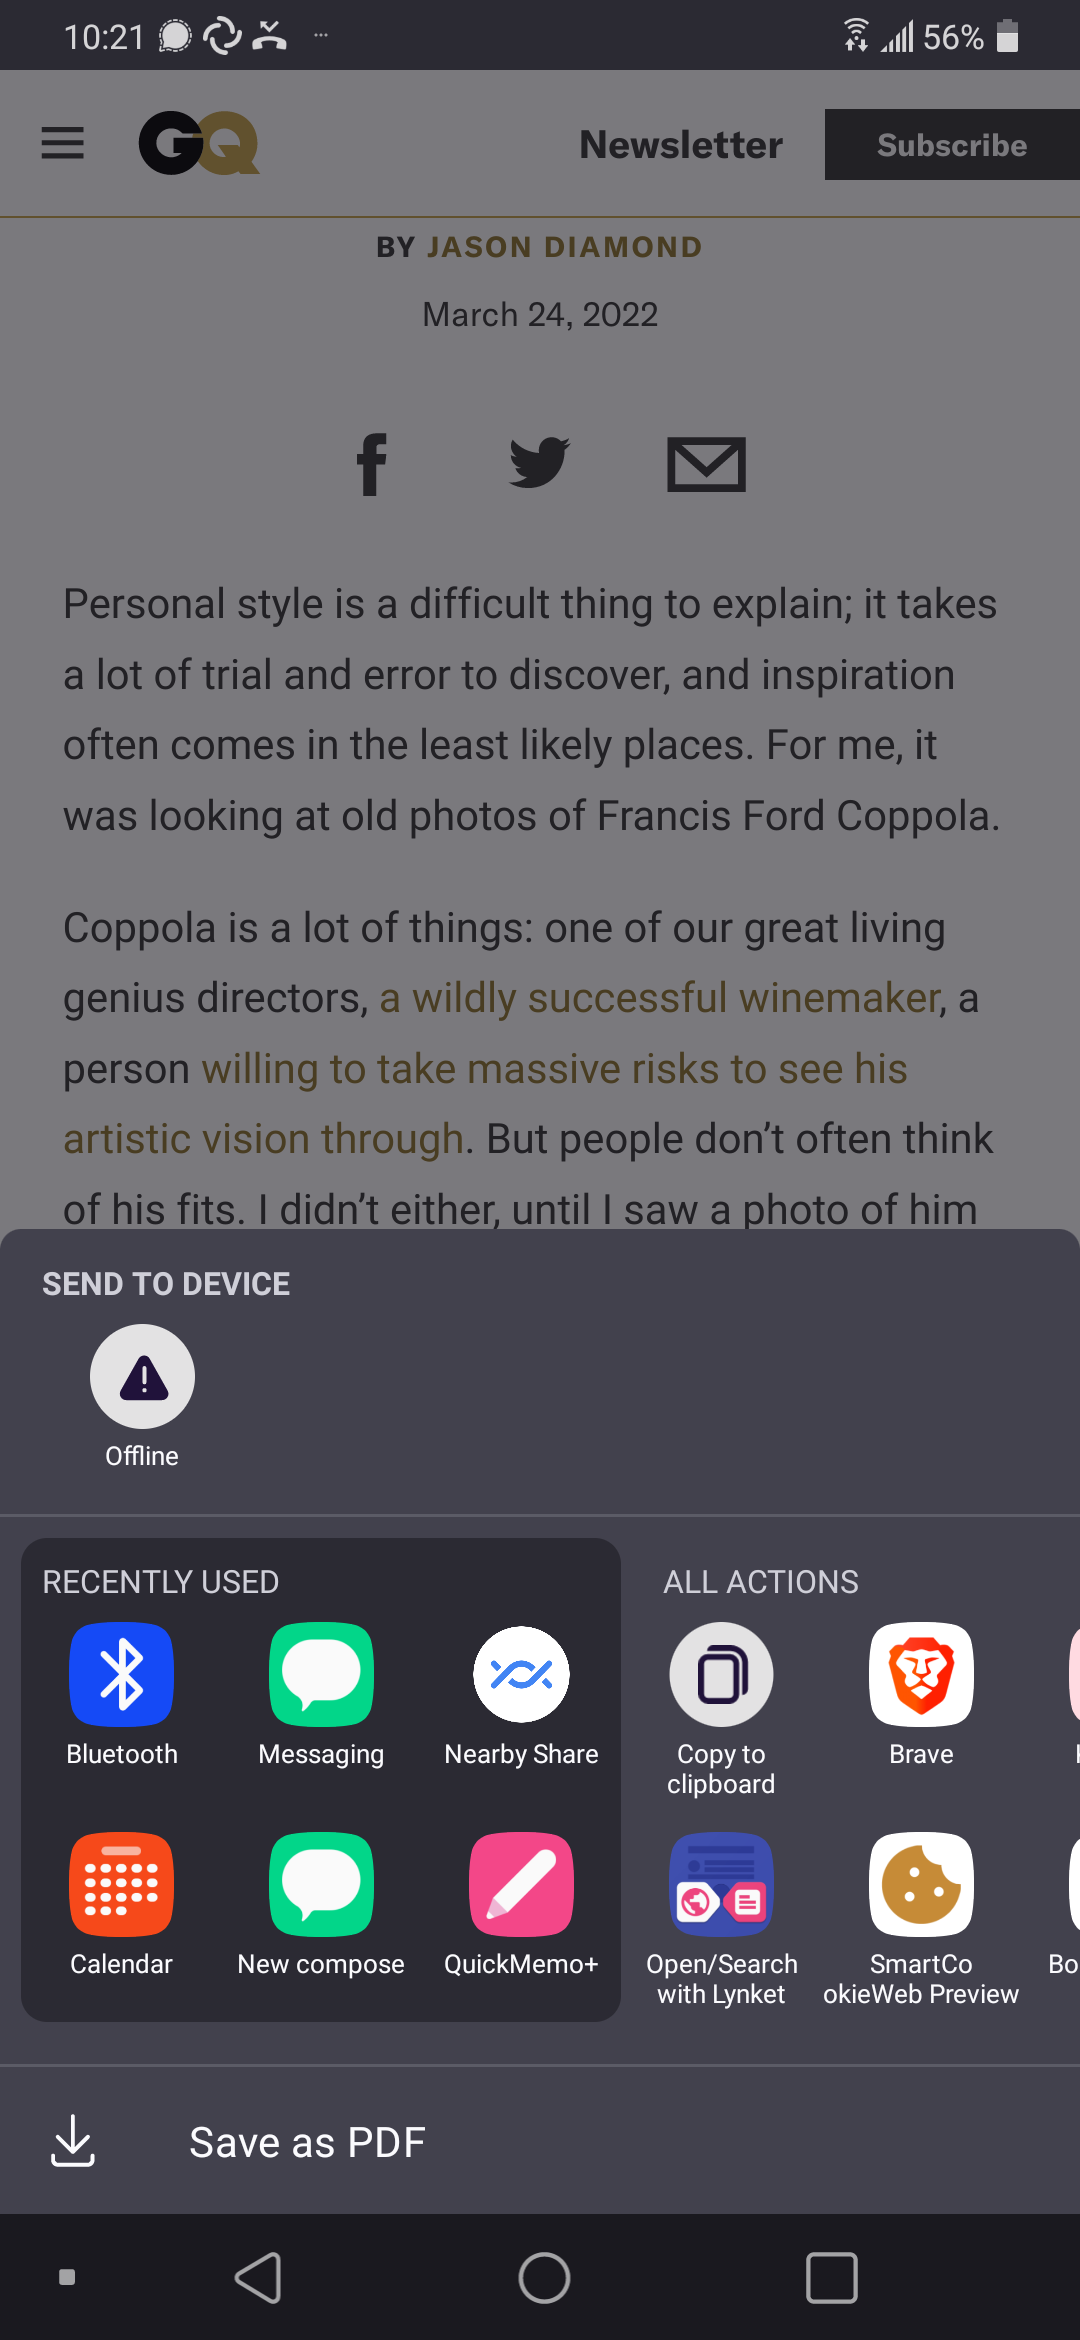 10:21 56%
GQ Newsletter Subscribe
BY JASON DIAMOND
March 24, 2022
Personal style is a difficult thing to explain; it takes
a lot of trial and error to discover, and inspiration
often comes in the least likely places. For me, it
was looking at old photos of Francis Ford Coppola.
Coppola is a lot of things: one of our great living
genius directors, a wildly successful winemaker, a
person willing to take massive risks to see his
artistic vision through. But people don’t often think
of his fits. I didn’t either, until I saw a photo of him
SEND TO DEVICE
Offline
RECENTLY USED
Bluetooth Messaging Nearby Share
Calendar New compose QuickMemo+
ALL ACTIONS
Copy to
clipboard
Brave
Open/Search
with Lynket
SmartCo
okieWeb Preview
Bo
Save as PDF